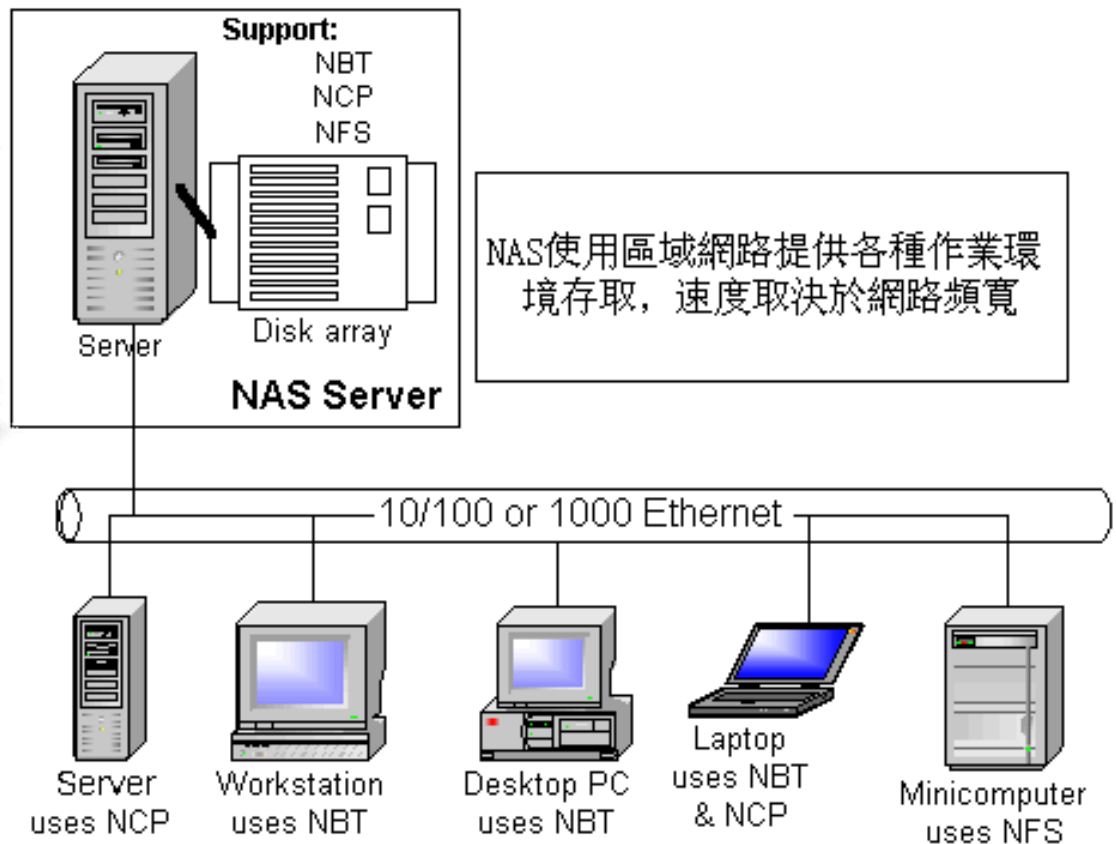 Support:
NBT
NCP
NFS
Server
Disk array
NAS Server
NAS使用區域網路提供各種作業環
境存取，速度取決於網路頻寬
10/100 or 1000 Ethernet
Server
uses NCP
Workstation
uses NBT
Desktop PC
uses NBT
Laptop
uses NBT
& NCP
Minicomputer
uses NFS